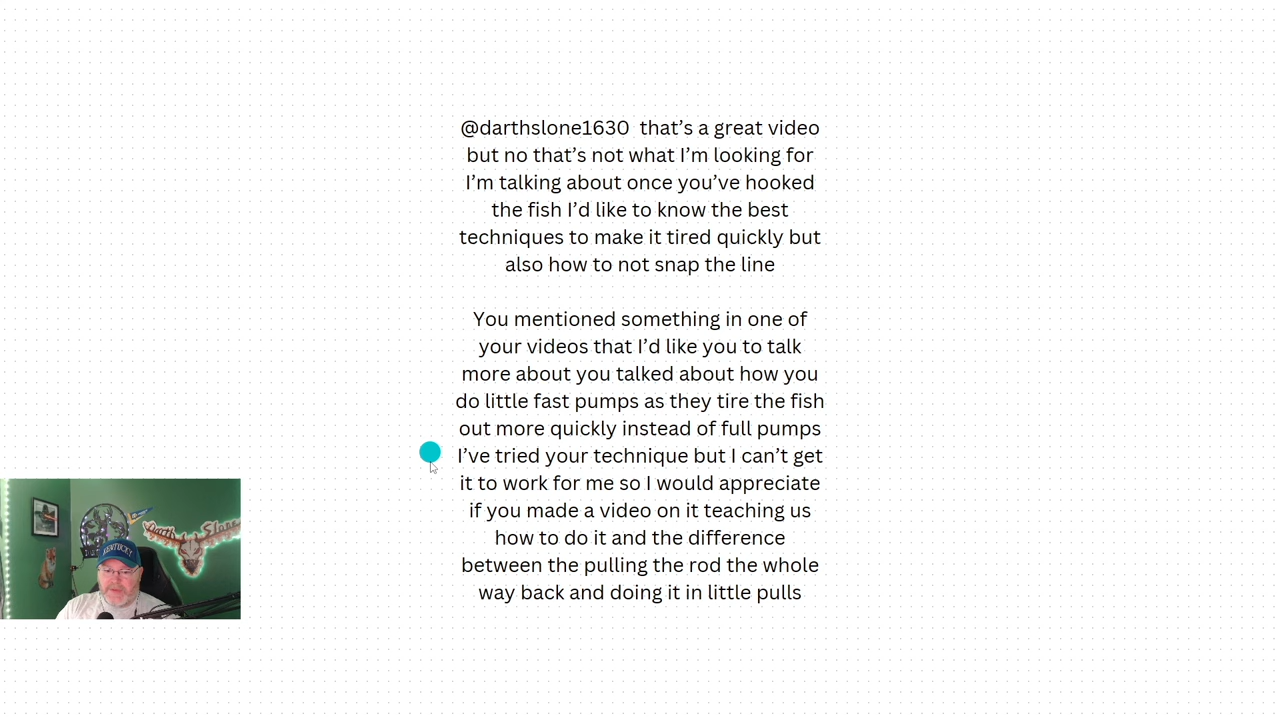 @darthslone1630  that's a great video
but no that's not what I'm looking for
I'm talking about once you've hooked
the fish I'd like to know the best
techniques to make it tired quickly but
also how to not snap the line
You mentioned something in one of
your videos that I'd like you to talk
more about you talked about how you
do little fast pumps as they tire the fish
out more quickly instead of full pumps
I've tried your technique but I can't get
it to work for me so I would appreciate
if you made a video on it teaching us
how to do it and the difference
between the pulling the rod the whole
way back and doing it in little pulls
Darth Slone
KENTUCKY